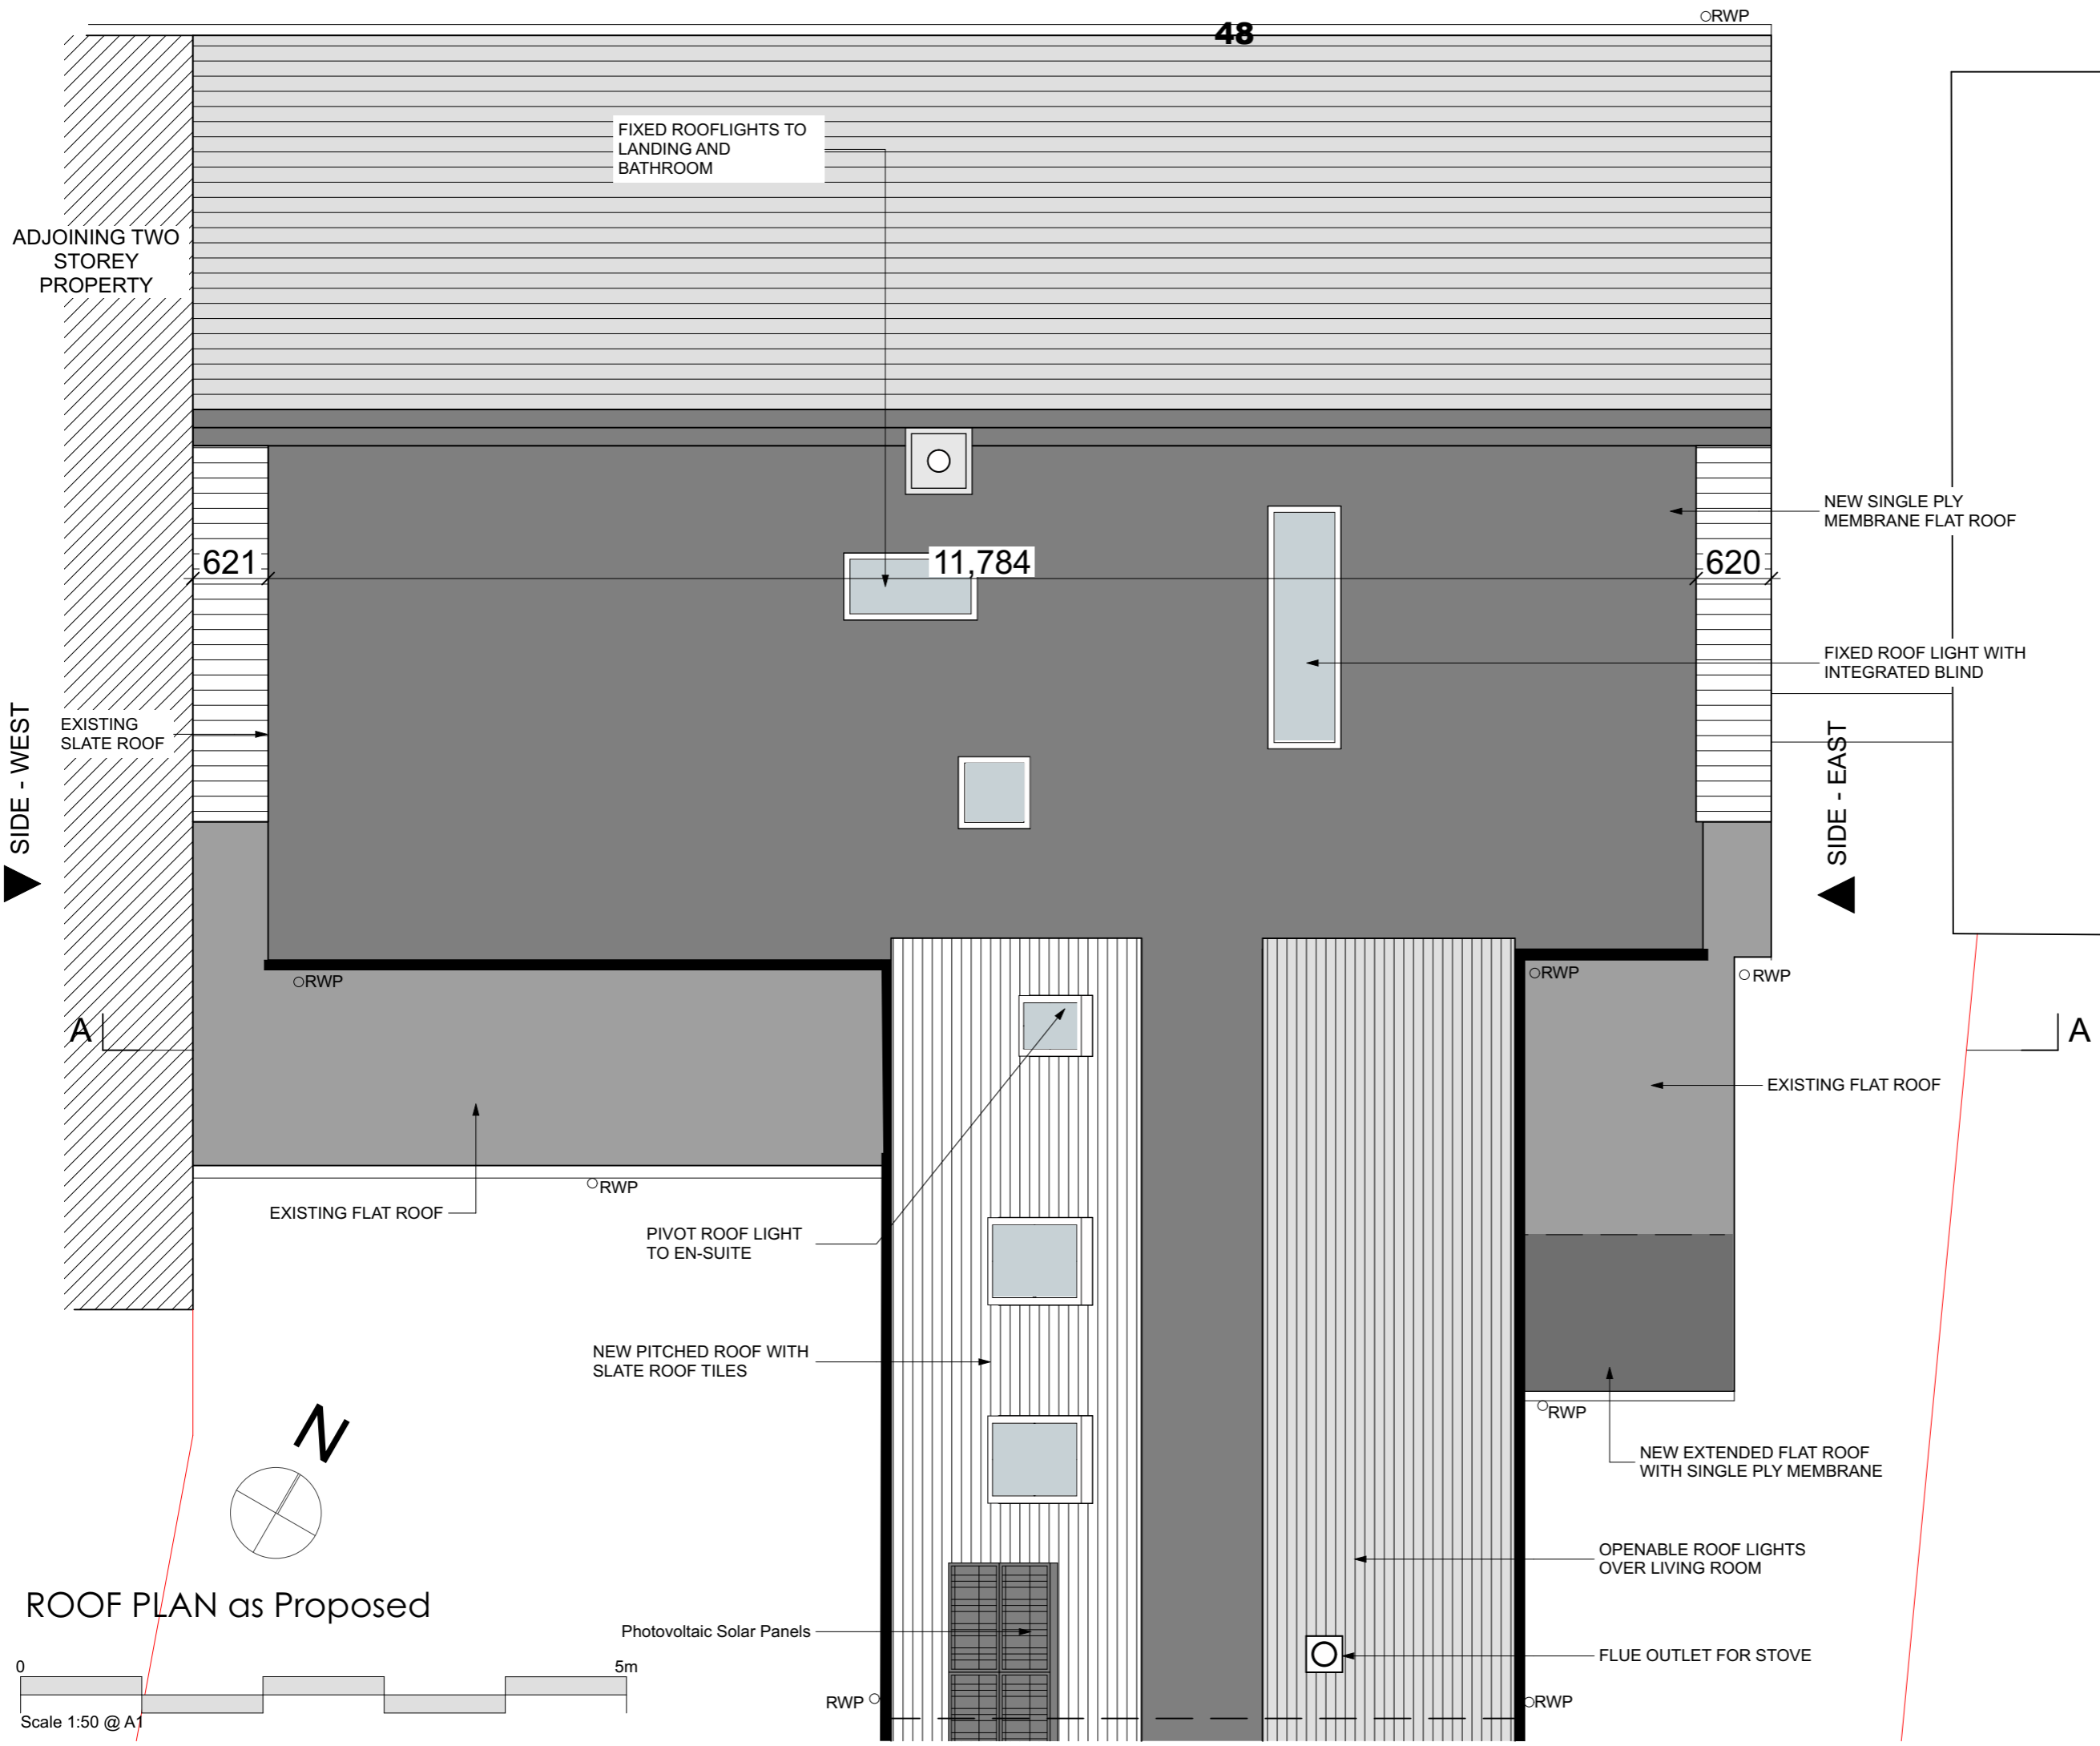 RWP
48
FIXED ROOFLIGHTS TO
LANDING AND
BATHROOM
ADJOINING TWO
STOREY
PROPERTY
NEW SINGLE PLY
MEMBRANE FLAT ROOF
621
11,784
620
FIXED ROOF LIGHT WITH
INTEGRATED BLIND
EXISTING
SLATE ROOF
SIDE - WEST
SIDE - EAST
RWP
RWP
RWP
A
A
EXISTING FLAT ROOF
RWP
EXISTING FLAT ROOF
PIVOT ROOF LIGHT
TO EN-SUITE
NEW PITCHED ROOF WITH
SLATE ROOF TILES
RWP
N
NEW EXTENDED FLAT ROOF
WITH SINGLE PLY MEMBRANE
OPENABLE ROOF LIGHTS
OVER LIVING ROOM
ROOF PLAN as Proposed
Photovoltaic Solar Panels
FLUE OUTLET FOR STOVE
0
5m
RWP
RWP
Scale 1:50 @ A1